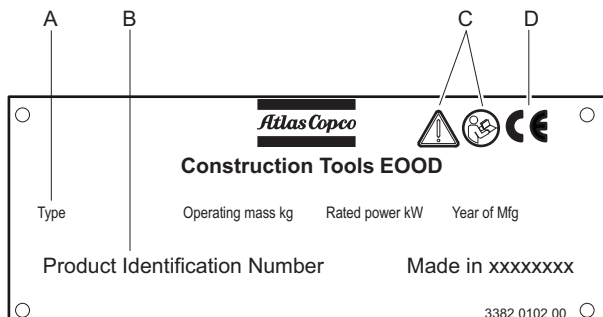 A B C D
Atlas Copco
Construction Tools EOOD
Type Operating mass kg Rated power kW Year of Mfg
Product Identification Number Made in xxxxxxxx
3382 0102 00